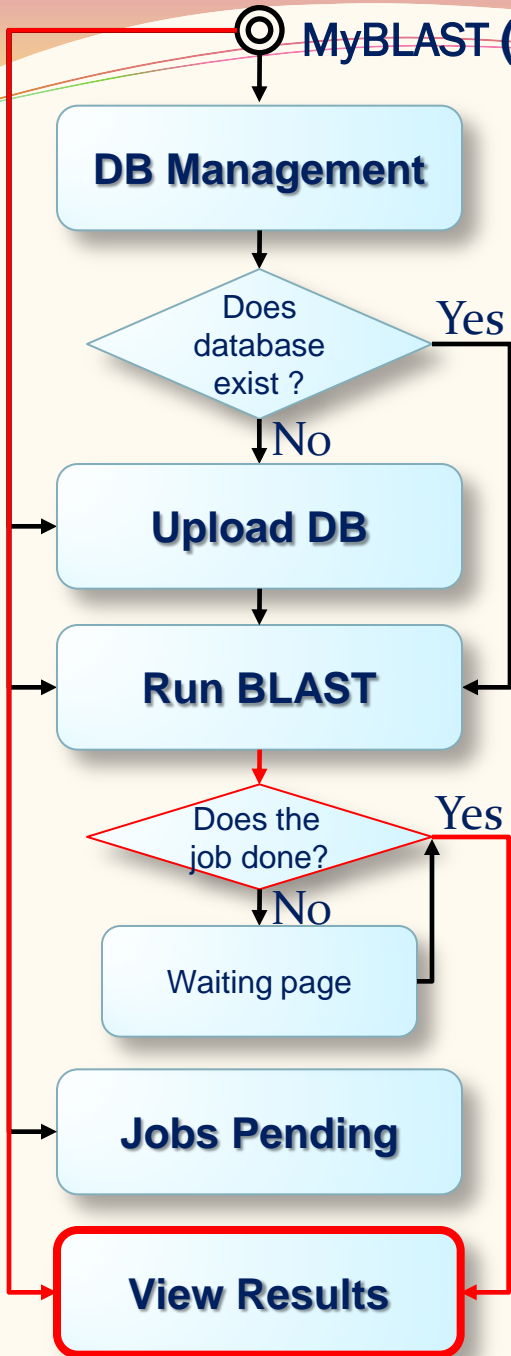 MyBLAST (
DB Management
Does
database
exist ?
Yes
No
Upload DB
Run BLAST
Does the
job done?
Yes
No
Waiting page
Jobs Pending
View Results